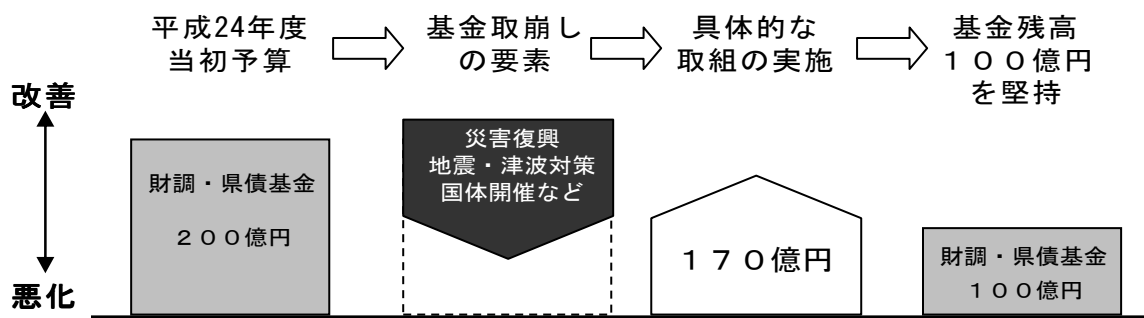 平成24年度
当初予算
基金取崩し
の要素
具体的な
取組の実施
基金残高
１００億円
を堅持
改善
悪化
財調・県債基金
２００億円
災害復興
地震・津波対策
国体開催など
１７０億円
財調・県債基金
１００億円